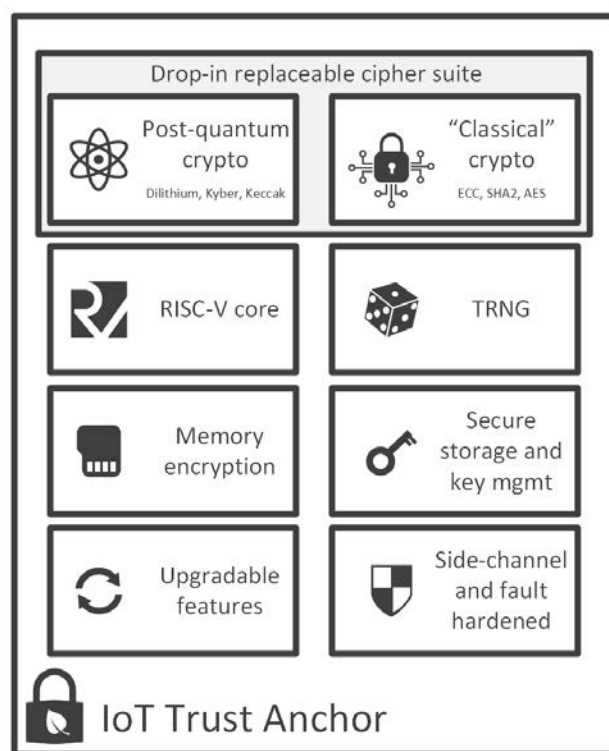 Drop-in replaceable cipher suite
Post-quantum
crypto
Dilithium, Kyber, Keccak
“Classical”
crypto
ECC, SHA2, AES
RISC-V core
TRNG
Memory
encryption
Secure
storage and
key mgmt
Upgradable
features
Side-channel
and fault
hardened
IoT Trust Anchor